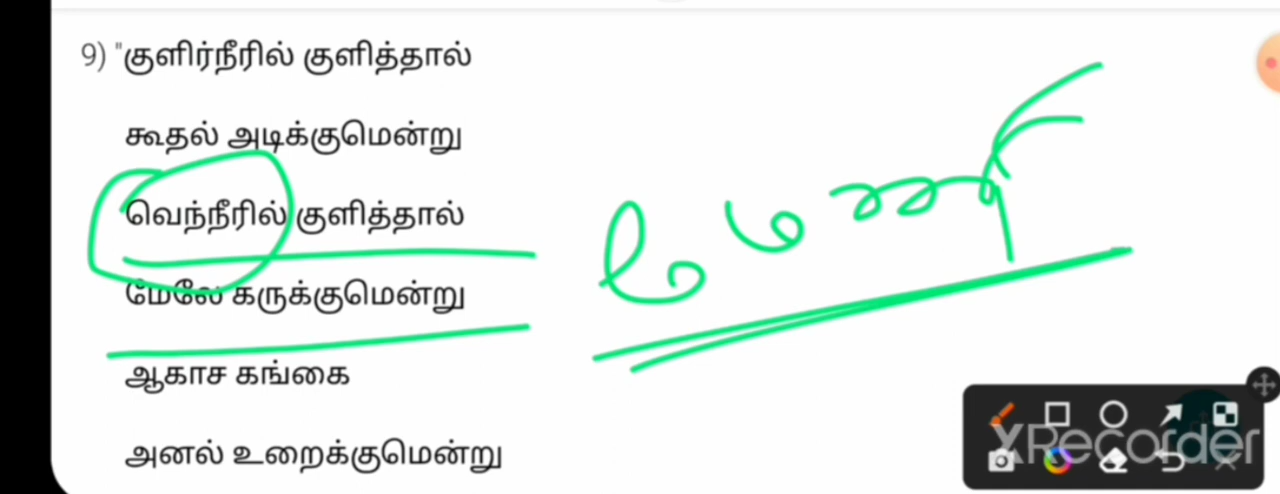 9) "குளிர்நீரில் குளித்தால்
கூதல் அடிக்குமென்று
வெந்நீரில் குளித்தால்
மேலே கருக்குமென்று
ஆகாச கங்கை
அனல் உறைக்குமென்று
XRecorder